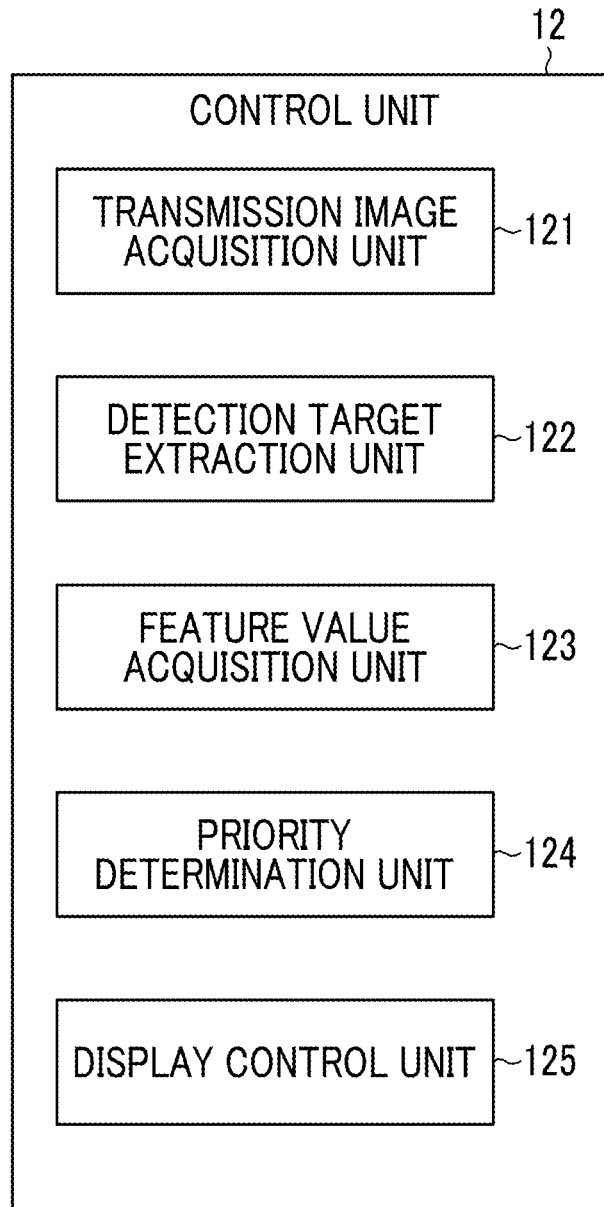 12
CONTROL UNIT
TRANSMISSION IMAGE
ACQUISITION UNIT
121
DETECTION TARGET
EXTRACTION UNIT
122
FEATURE VALUE
ACQUISITION UNIT
123
PRIORITY
DETERMINATION UNIT
124
DISPLAY CONTROL UNIT
125